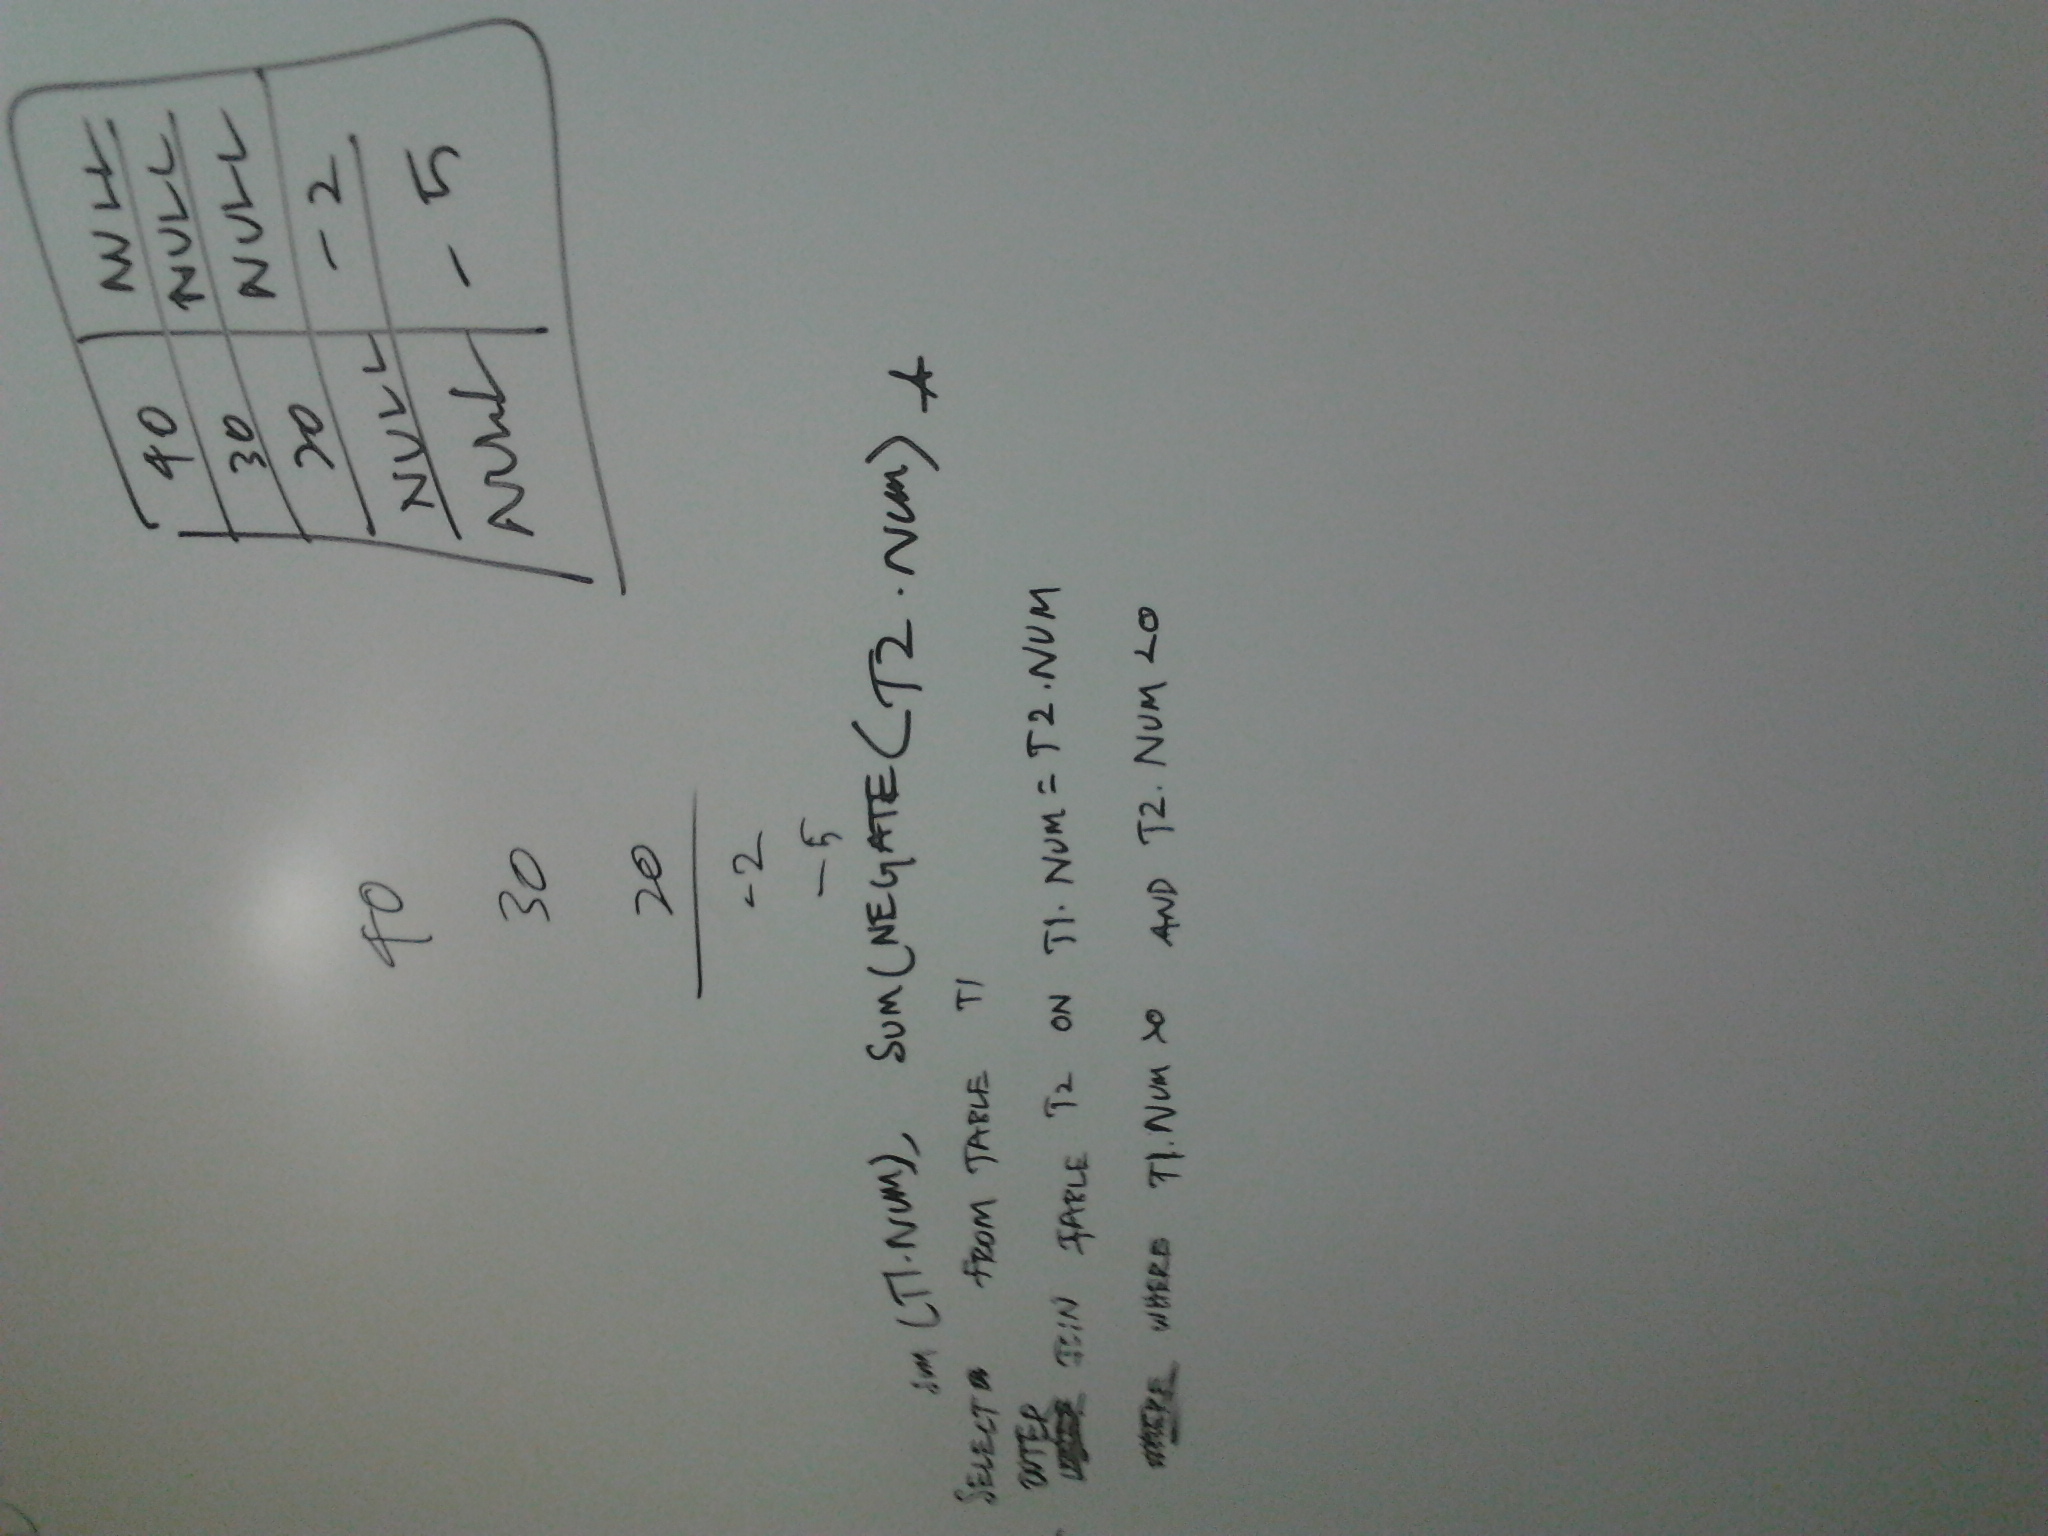 40 NULL
30 NULL
20 NULL
NULL -2
NULL -5
40
30
20
-2
-5
sum (T1.NUM), SUM(NEGATE(T2.NUM)
SELECT FROM TABLE T1
OUTER
JOIN TABLE T2 ON T1.NUM = T2.NUM
WHERE T1.NUM >0 AND T2.NUM <0